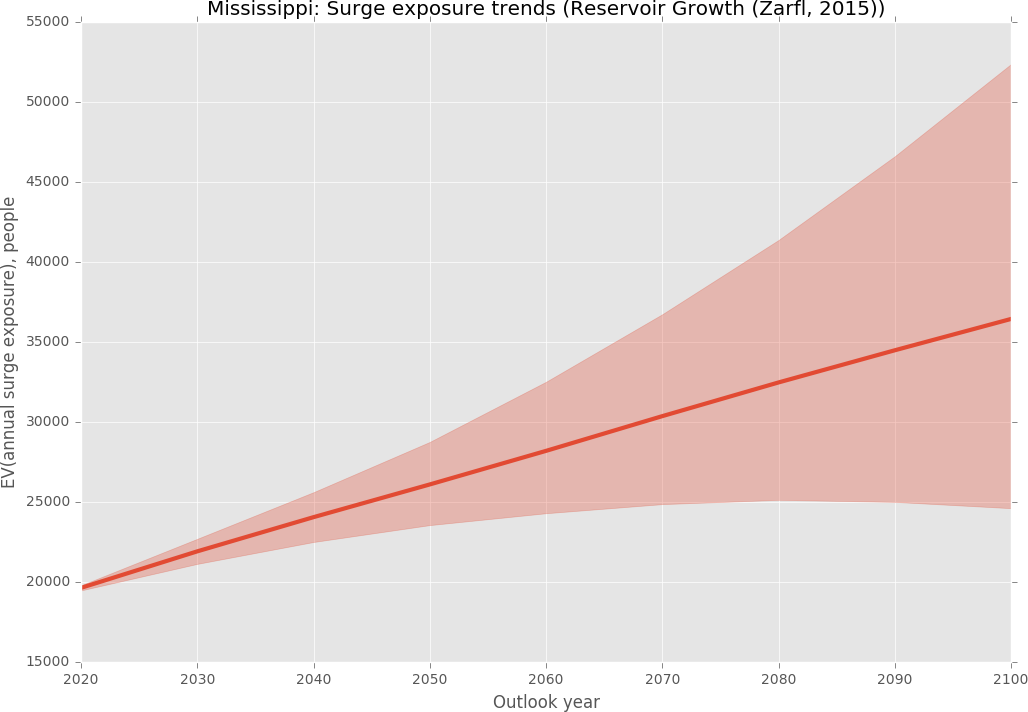 Mississippi: Surge exposure trends (Reservoir Growth (Zarfl, 2015))
55000
50000
45000
40000
35000
30000
25000
20000
15000
EV(annual surge exposure), people
2020 2030 2040 2050 2060 2070 2080 2090 2100
Outlook year